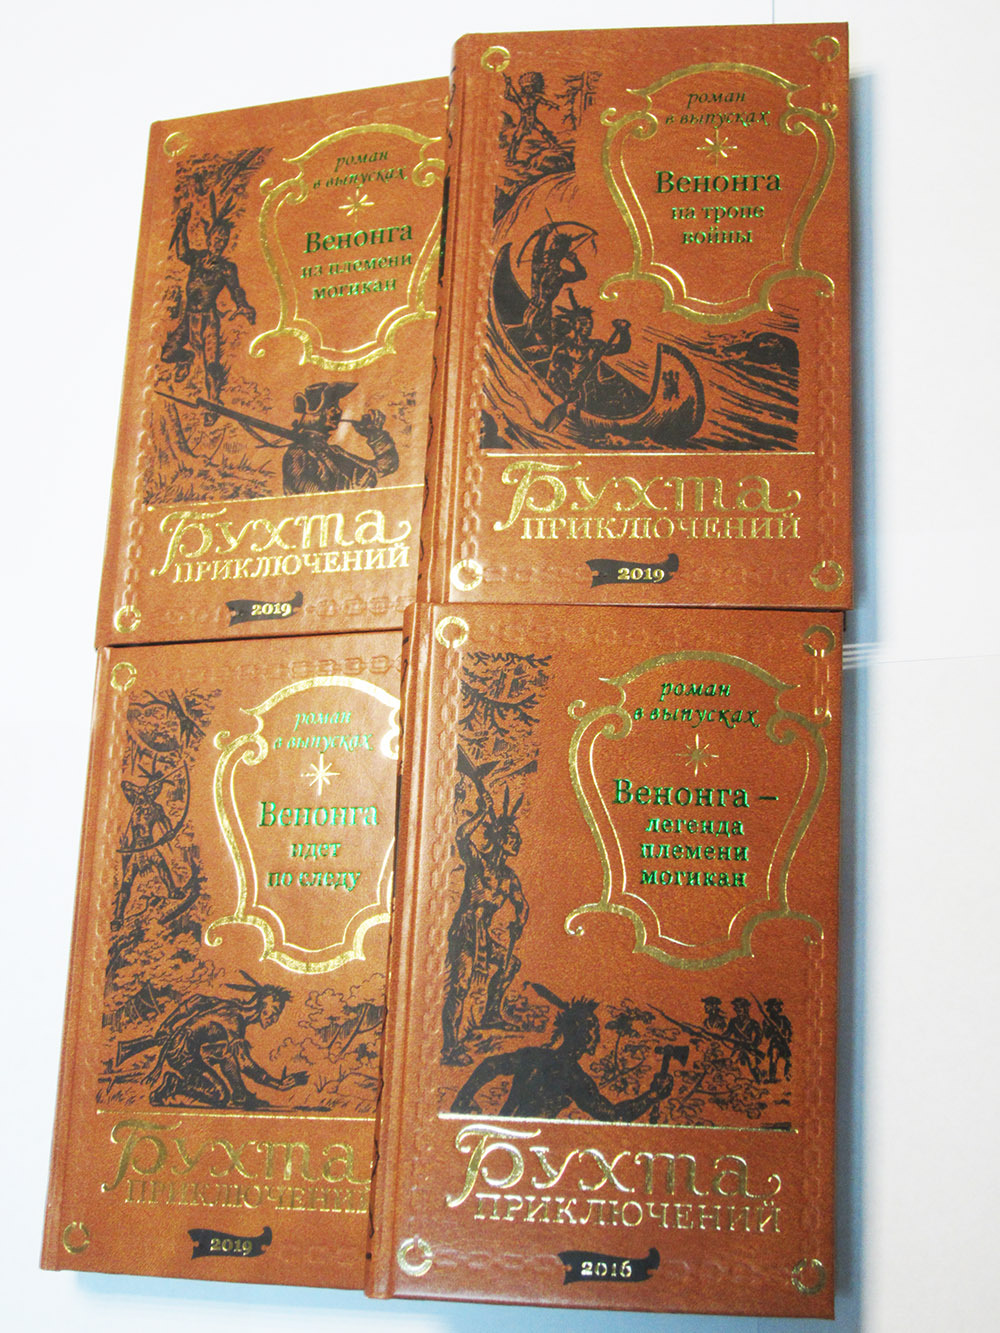 роман
в выпусках
Венонга
из племени
могикан
Бухта
ПРИКЛЮЧЕНИЙ
2019
роман
в выпусках
Венонга
на тропе
войны
Бухта
ПРИКЛЮЧЕНИЙ
2019
роман
в выпусках
Венонга
идет
по следу
Бухта
ПРИКЛЮЧЕНИЙ
2019
роман
в выпусках
Венонга –
легенда
племени
могикан
Бухта
ПРИКЛЮЧЕНИЙ
2016